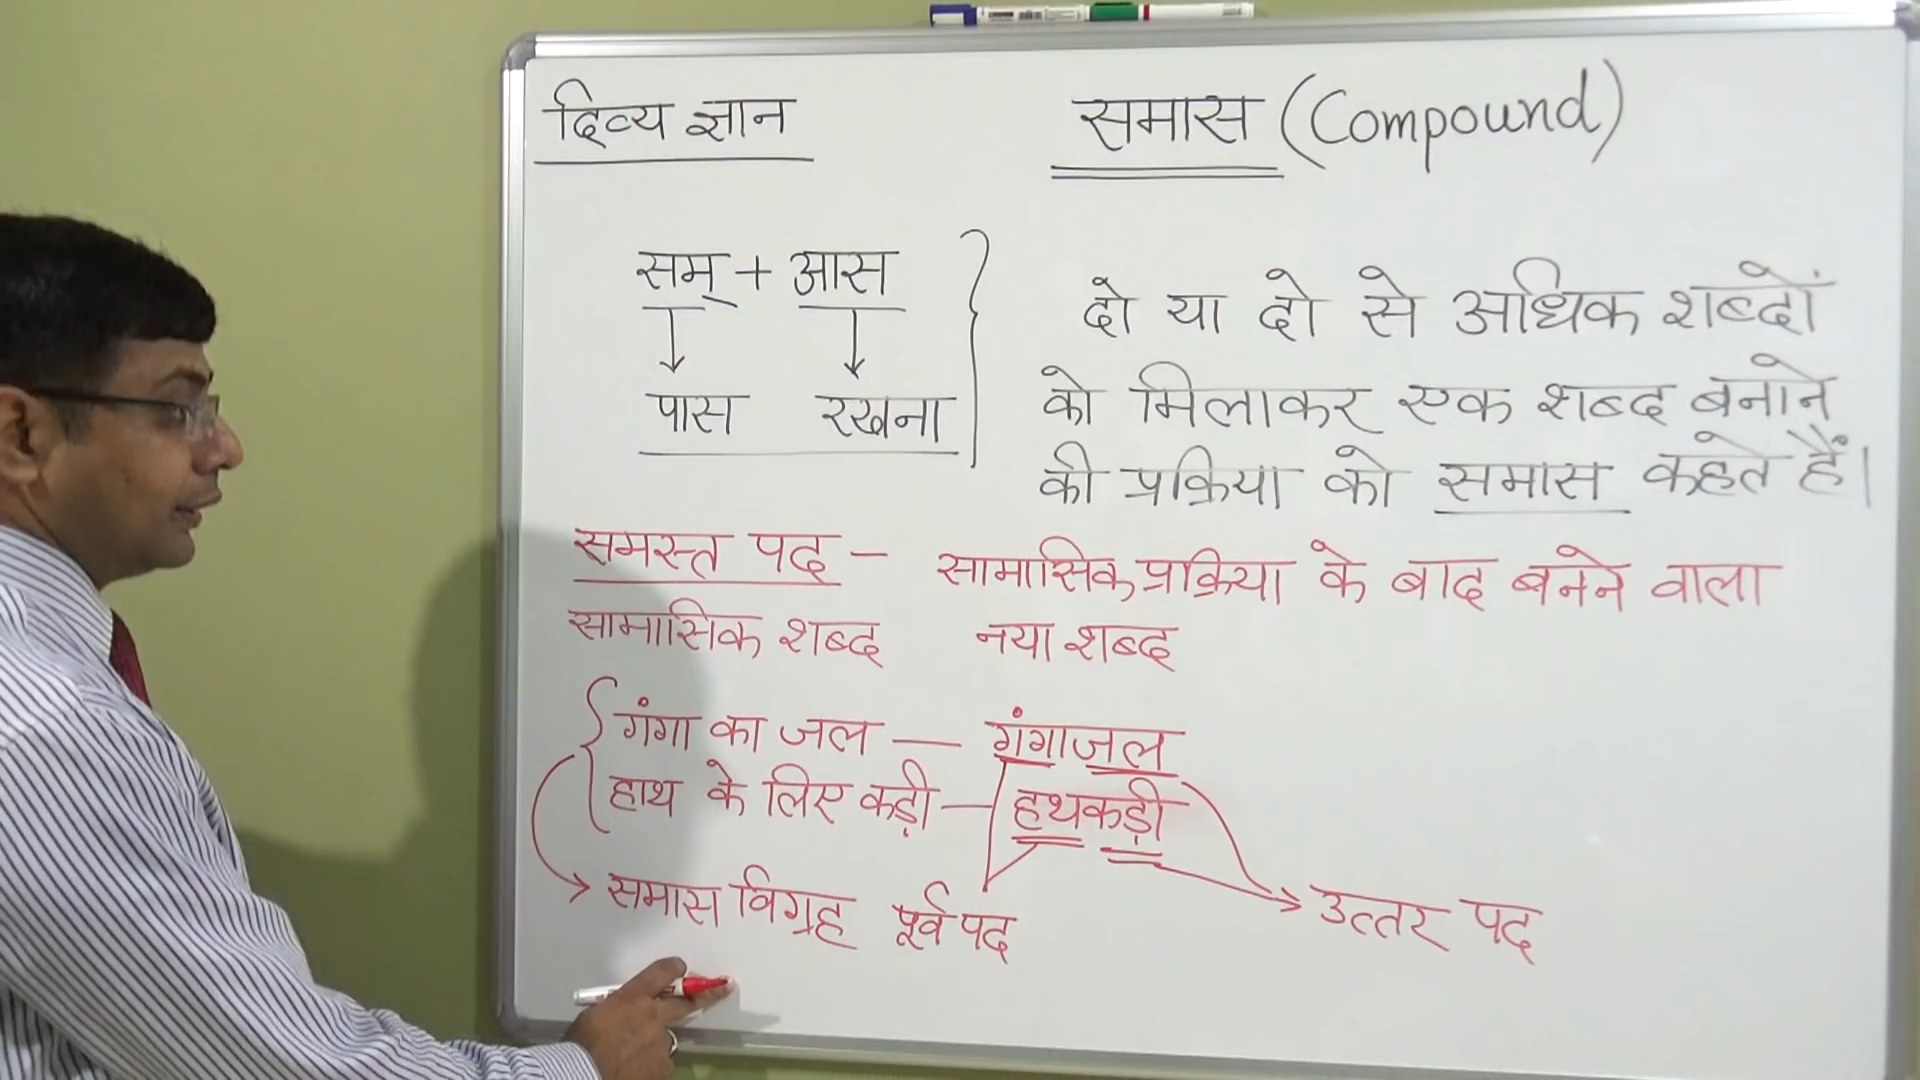 दिव्य ज्ञान
समास (Compound)
सम् + आस
पास रखना
दो या दो से अधिक शब्दों
को मिलाकर एक शब्द बनाने
की प्रक्रिया को समास कहते हैं।
समस्त पद – सामासिक प्रक्रिया के बाद बनने वाला
सामासिक शब्द नया शब्द
गंगा का जल — गंगाजल
हाथ के लिए कड़ी — हथकड़ी
समास विग्रह पूर्व पद उत्तर पद